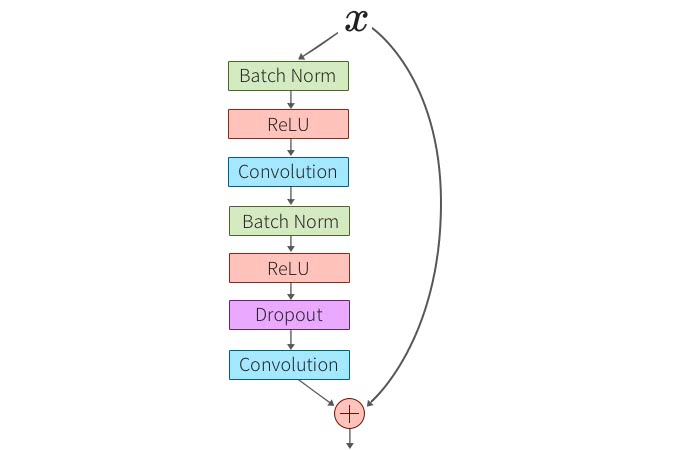 x
Batch Norm
ReLU
Convolution
Batch Norm
ReLU
Dropout
Convolution
+